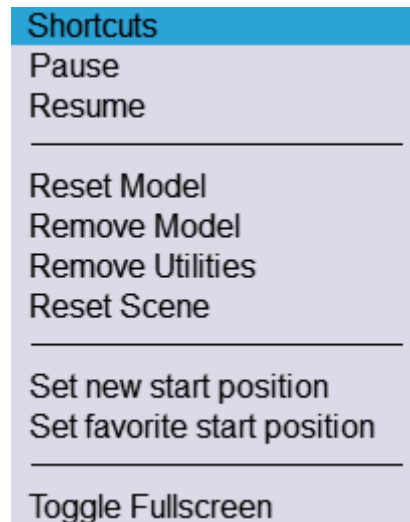 Shortcuts
Pause
Resume
Reset Model
Remove Model
Remove Utilities
Reset Scene
Set new start position
Set favorite start position
Toggle Fullscreen